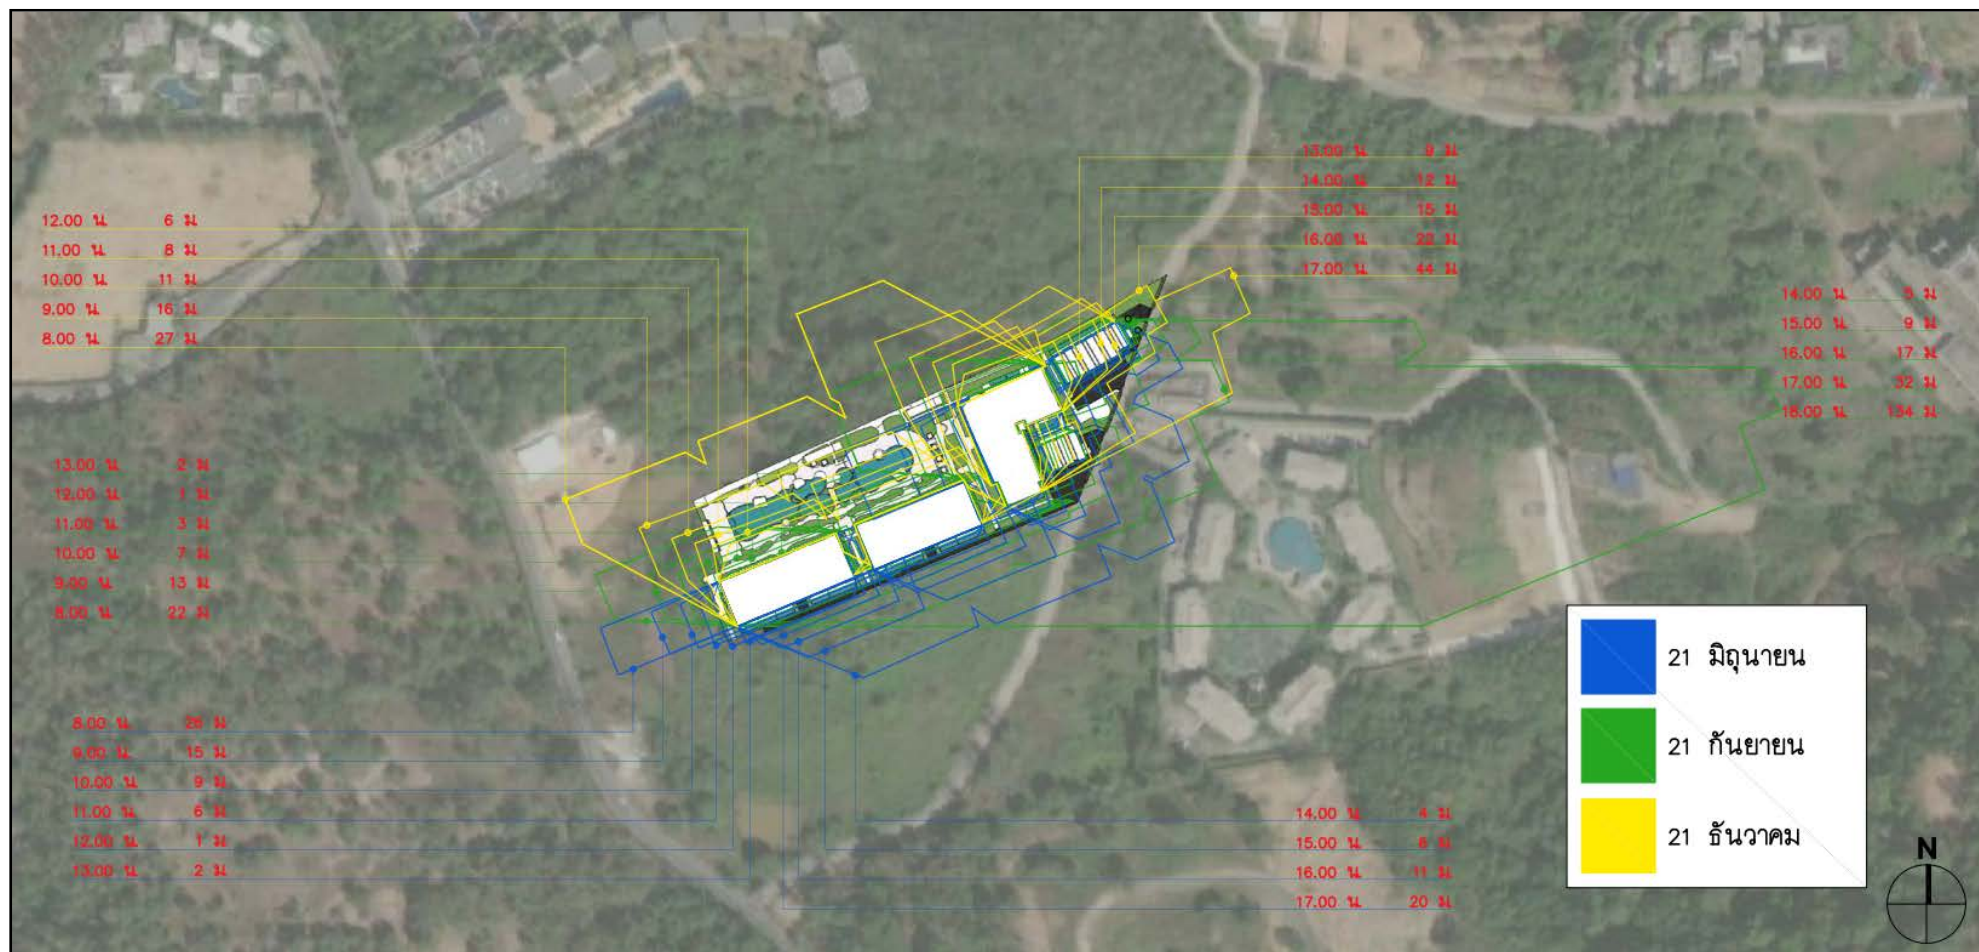 12.00 น. 6 ม
11.00 น. 8 ม
10.00 น. 11 ม
9.00 น. 16 ม
8.00 น. 27 ม
13.00 น. 9 ม
14.00 น. 12 ม
15.00 น. 15 ม
16.00 น. 22 ม
17.00 น. 44 ม
14.00 น. 5 ม
15.00 น. 9 ม
16.00 น. 17 ม
17.00 น. 32 ม
18.00 น. 134 ม
13.00 น. 2 ม
12.00 น. 1 ม
11.00 น. 3 ม
10.00 น. 7 ม
9.00 น. 13 ม
8.00 น. 22 ม
8.00 น. 26 ม
9.00 น. 15 ม
10.00 น. 9 ม
11.00 น. 6 ม
12.00 น. 1 ม
13.00 น. 2 ม
14.00 น. 4 ม
15.00 น. 8 ม
16.00 น. 11 ม
17.00 น. 20 ม
21 มิถุนายน
21 กันยายน
21 ธันวาคม
N